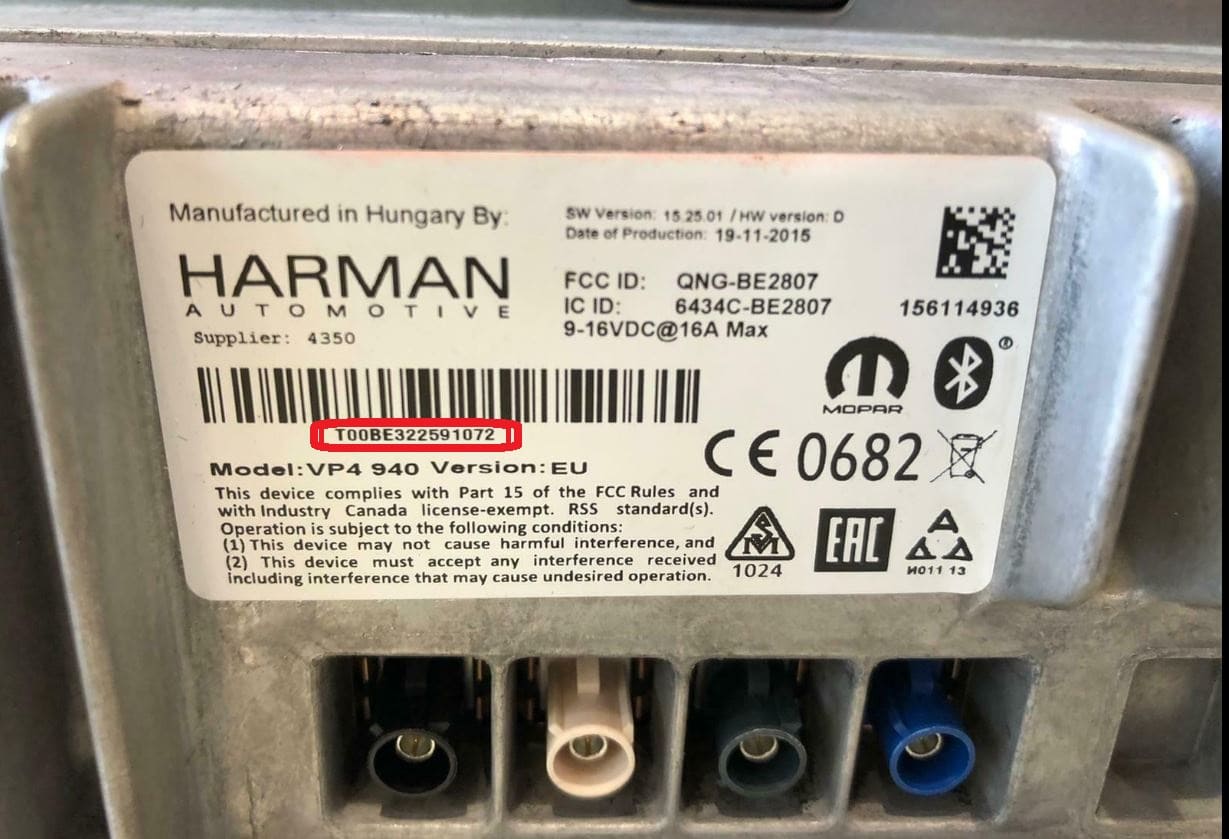 Manufactured in Hungary By:
HARMAN
AUTOMOTIVE
Supplier: 4350
SW Version: 15.25.01 / HW version: D
Date of Production: 19-11-2015
FCC ID: QNG-BE2807
IC ID: 6434C-BE2807
9-16VDC@16A Max
156114936
MOPAR
®
T00BE322591072
Model:VP4 940 Version:EU
CE 0682
This device complies with Part 15 of the FCC Rules and
with Industry Canada license-exempt. RSS standard(s).
Operation is subject to the following conditions:
(1) This device may not cause harmful interference, and
(2) This device must accept any interference received
including interference that may cause undesired operation.
SM
1024
EAC
И011 13